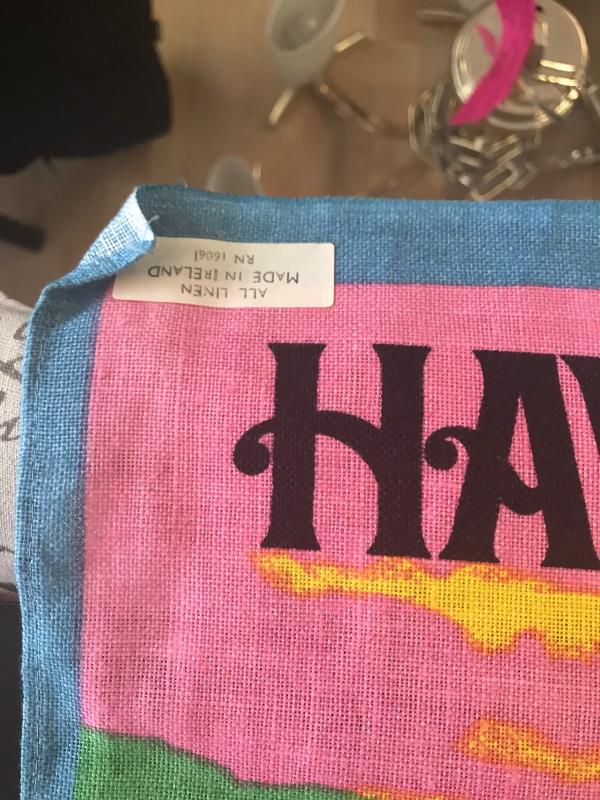 ALL LINEN
MADE IN IRELAND
RN 16061
HA